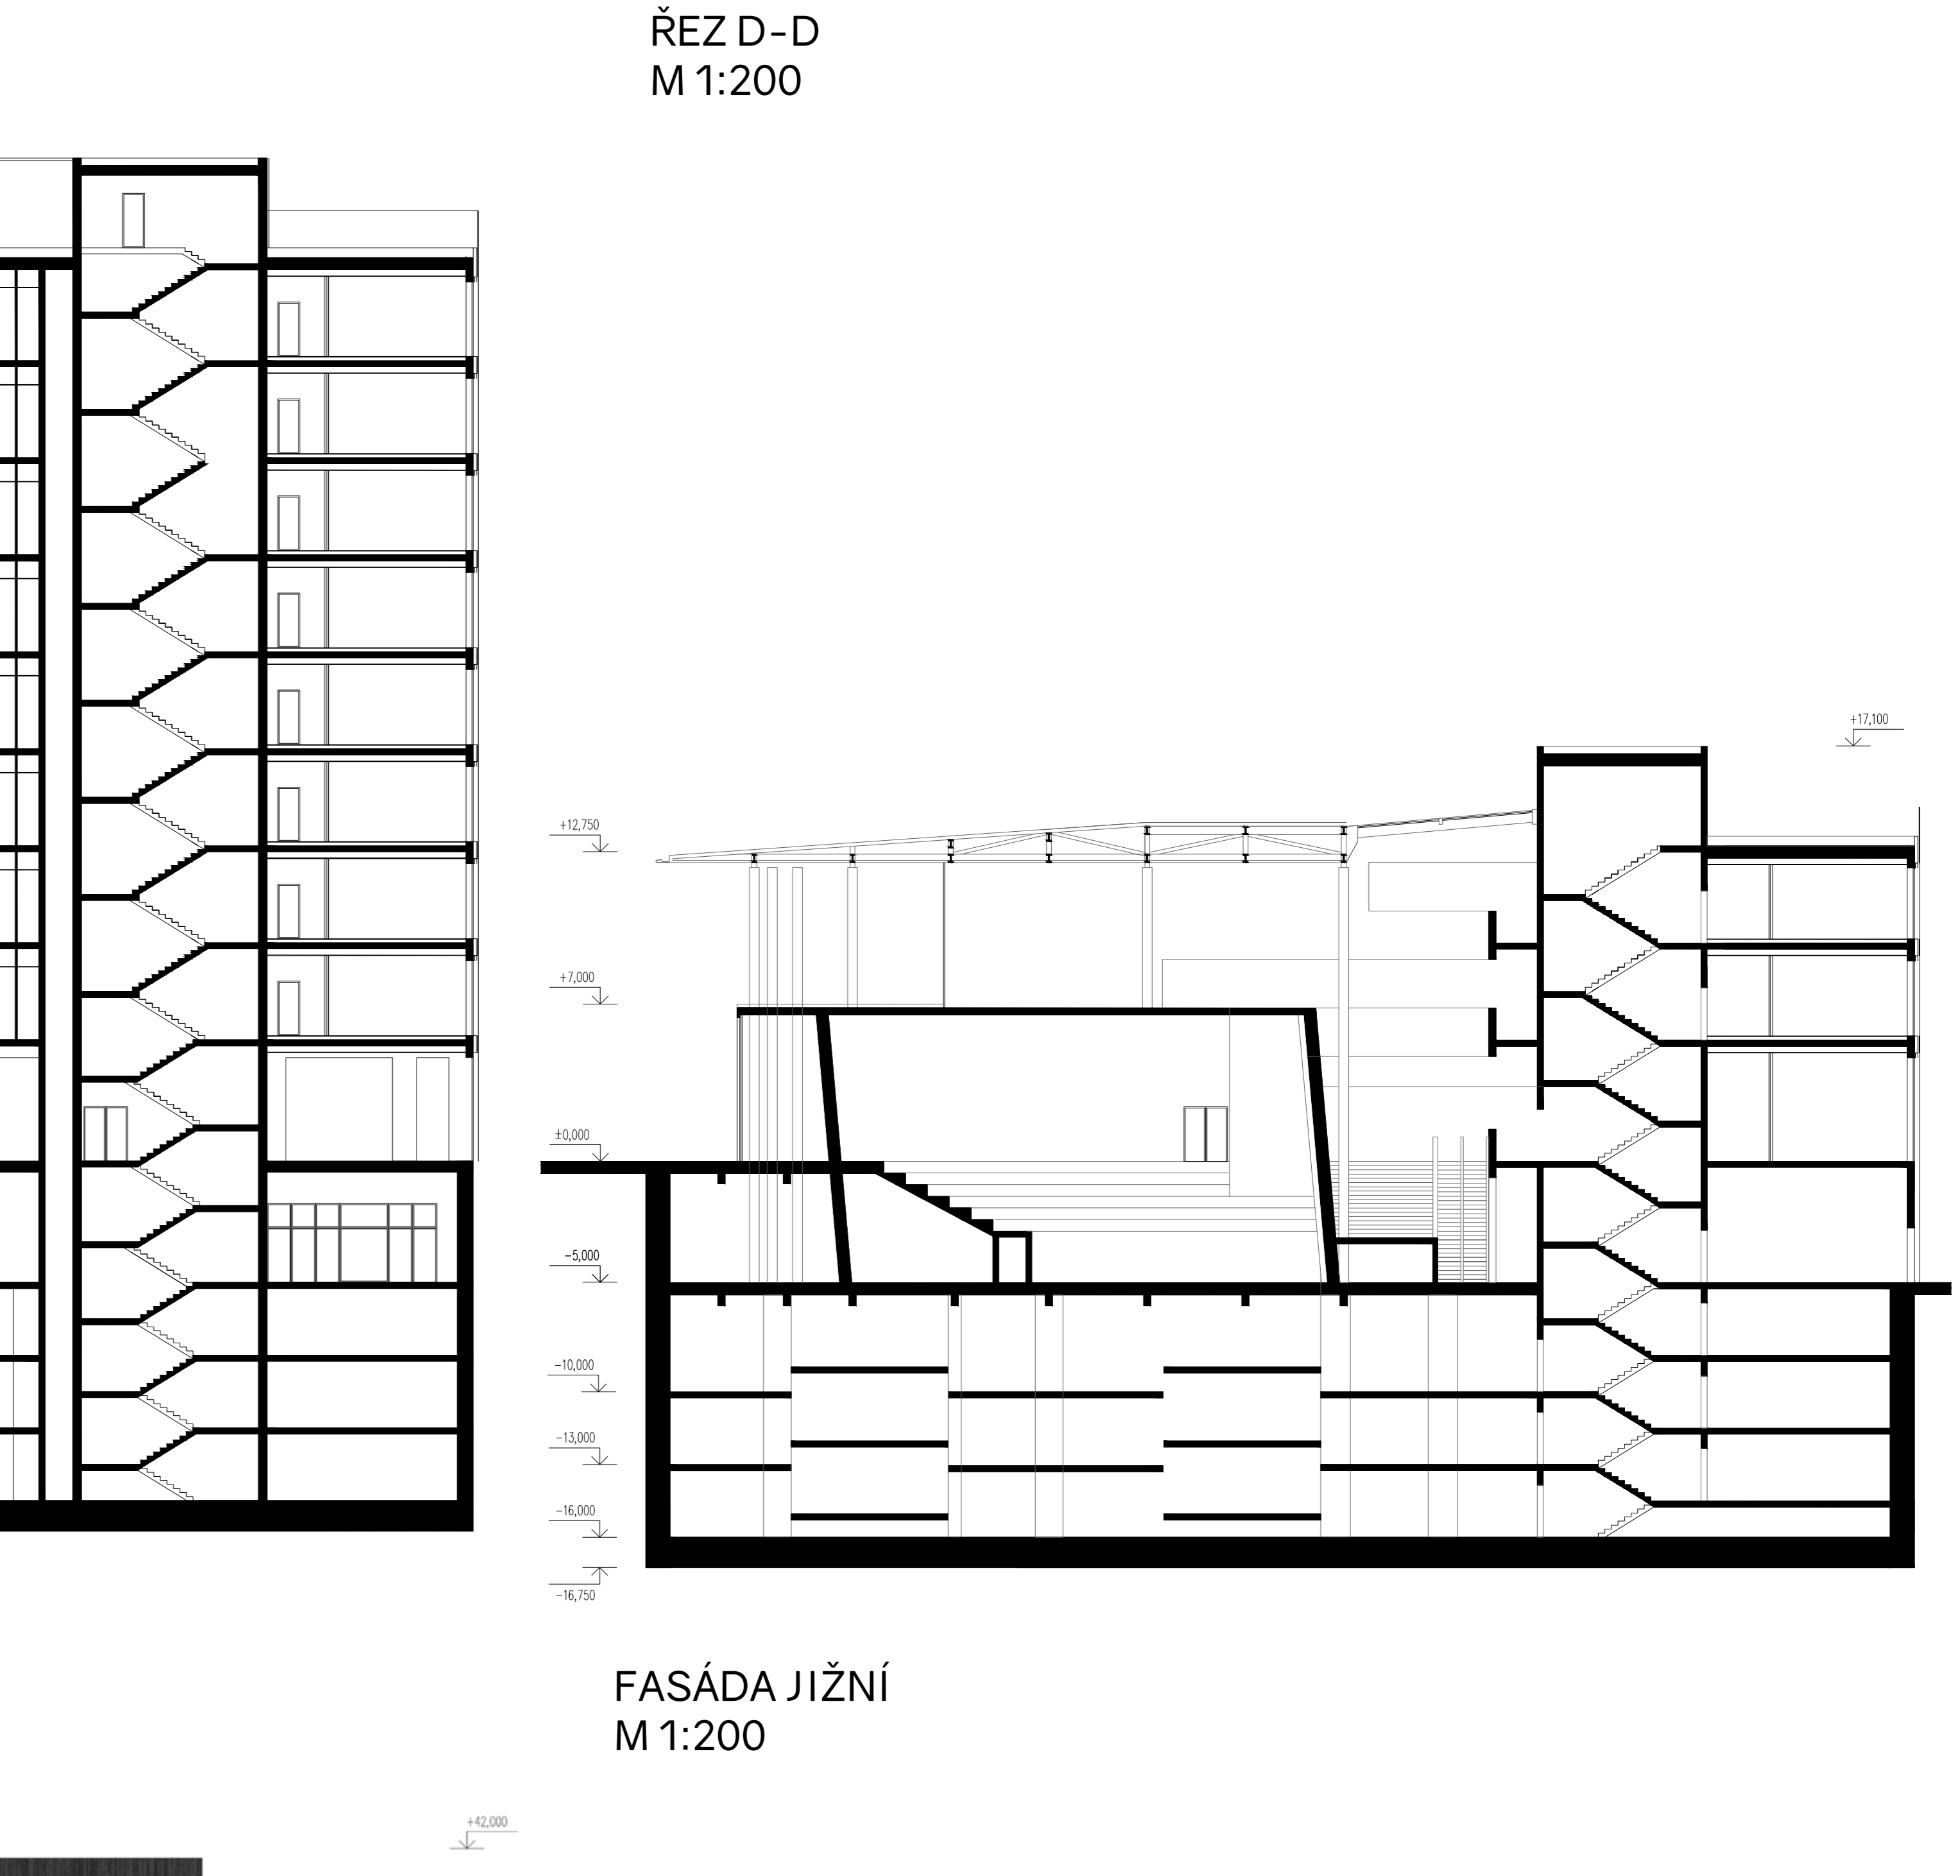 ŘEZ D-D
M 1:200
+17,100
+12,750
+7,000
±0,000
−5,000
−10,000
−13,000
−16,000
−16,750
FASÁDA JIŽNÍ
M 1:200
+42,000